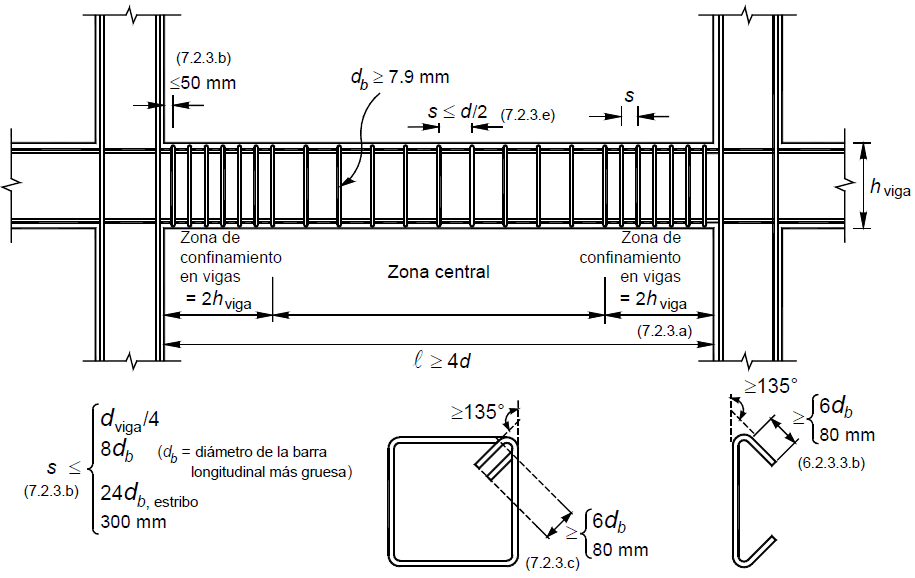 (7.2.3.b)
≤50 mm
d_b ≥ 7.9 mm
s ≤ d/2 (7.2.3.e)
s
h_viga
Zona de
confinamiento
en vigas
= 2h_viga
Zona central
Zona de
confinamiento
en vigas
= 2h_viga
(7.2.3.a)
ℓ ≥ 4d
s ≤
(7.2.3.b)
d_viga/4
8d_b (d_b = diámetro de la barra
longitudinal más gruesa)
24d_b, estribo
300 mm
≥135°
≥ 6d_b
80 mm
(7.2.3.c)
≥135°
≥ 6d_b
80 mm
(6.2.3.3.b)